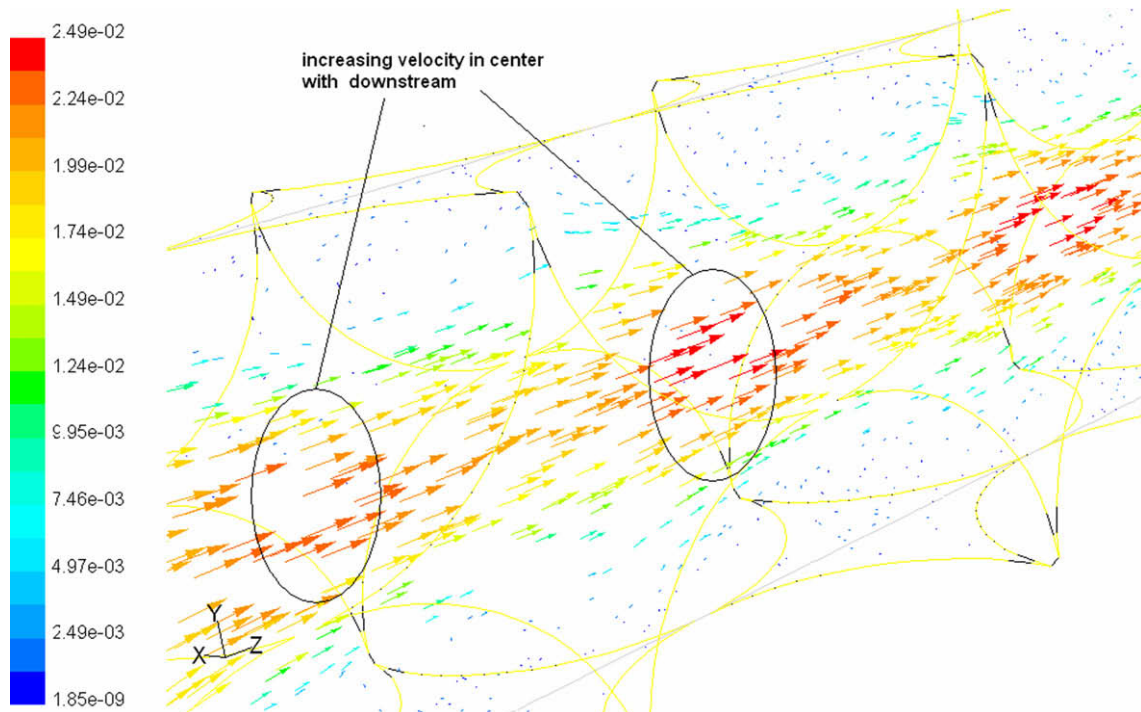 2.49e-02
2.24e-02
1.99e-02
1.74e-02
1.49e-02
1.24e-02
9.95e-03
7.46e-03
4.97e-03
2.49e-03
1.85e-09
increasing velocity in center
with downstream
Y
X Z